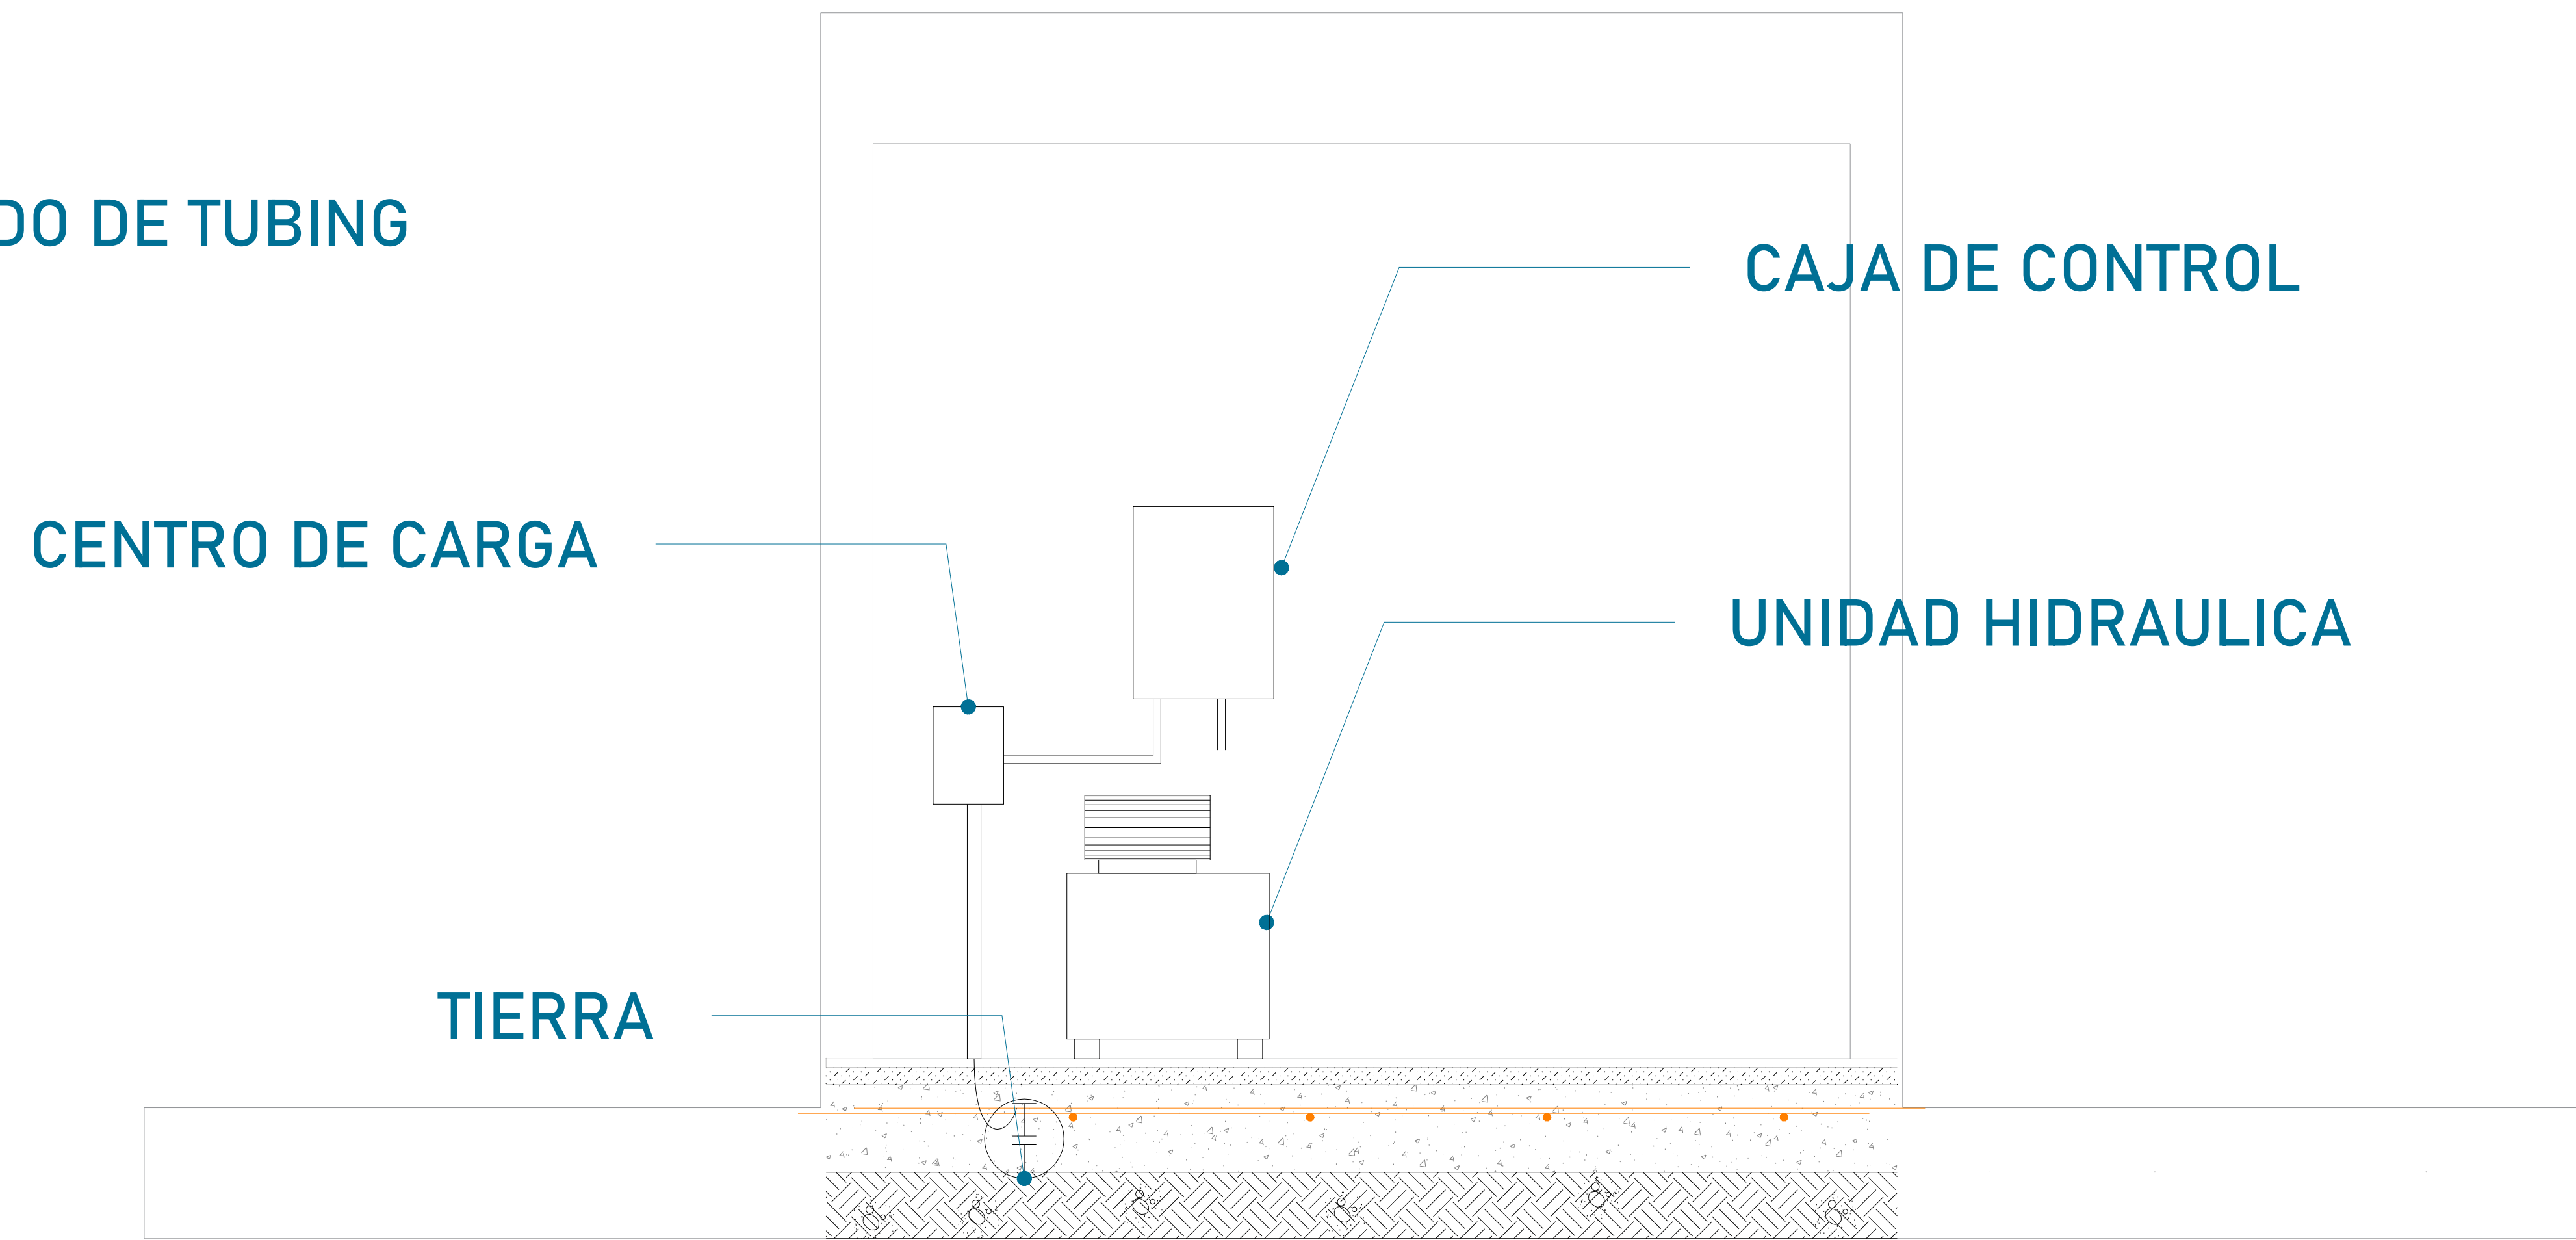 DO DE TUBING
CAJA DE CONTROL
CENTRO DE CARGA
UNIDAD HIDRAULICA
TIERRA